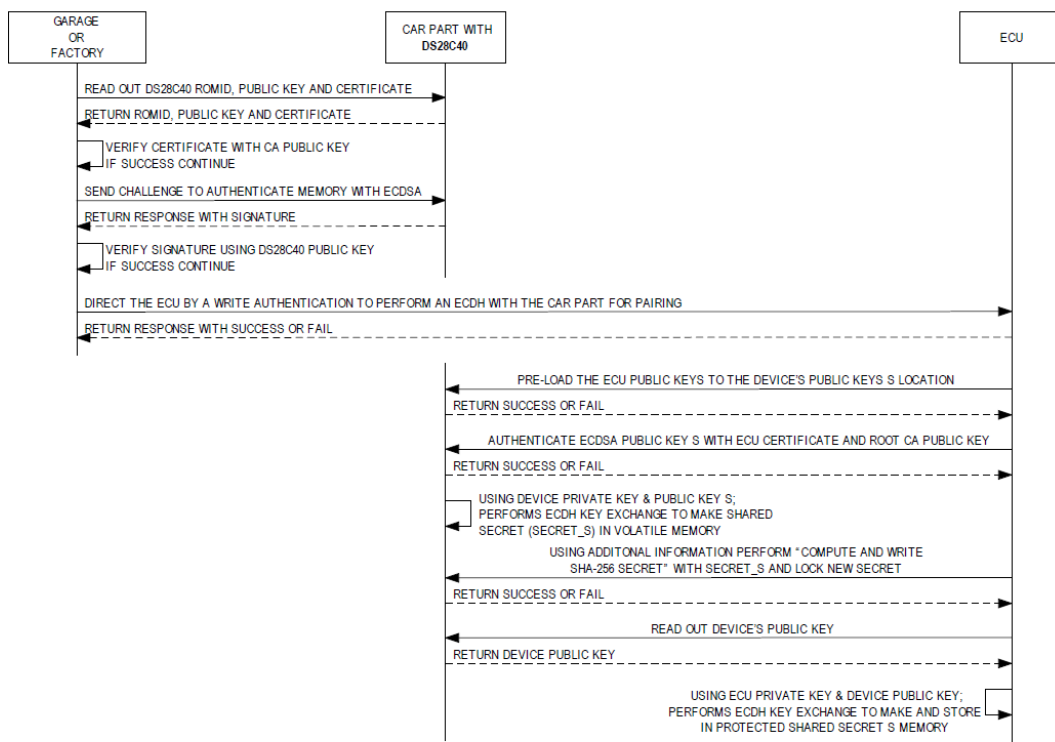 GARAGE
OR
FACTORY
CAR PART WITH
DS28C40
ECU
READ OUT DS28C40 ROMID, PUBLIC KEY AND CERTIFICATE
RETURN ROMID, PUBLIC KEY AND CERTIFICATE
VERIFY CERTIFICATE WITH CA PUBLIC KEY
IF SUCCESS CONTINUE
SEND CHALLENGE TO AUTHENTICATE MEMORY WITH ECDSA
RETURN RESPONSE WITH SIGNATURE
VERIFY SIGNATURE USING DS28C40 PUBLIC KEY
IF SUCCESS CONTINUE
DIRECT THE ECU BY A WRITE AUTHENTICATION TO PERFORM AN ECDH WITH THE CAR PART FOR PAIRING
RETURN RESPONSE WITH SUCCESS OR FAIL
PRE-LOAD THE ECU PUBLIC KEYS TO THE DEVICE'S PUBLIC KEYS S LOCATION
RETURN SUCCESS OR FAIL
AUTHENTICATE ECDSA PUBLIC KEY S WITH ECU CERTIFICATE AND ROOT CA PUBLIC KEY
RETURN SUCCESS OR FAIL
USING DEVICE PRIVATE KEY & PUBLIC KEY S;
PERFORMS ECDH KEY EXCHANGE TO MAKE SHARED
SECRET (SECRET_S) IN VOLATILE MEMORY
USING ADDITONAL INFORMATION PERFORM "COMPUTE AND WRITE
SHA-256 SECRET" WITH SECRET_S AND LOCK NEW SECRET
RETURN SUCCESS OR FAIL
READ OUT DEVICE'S PUBLIC KEY
RETURN DEVICE PUBLIC KEY
USING ECU PRIVATE KEY & DEVICE PUBLIC KEY;
PERFORMS ECDH KEY EXCHANGE TO MAKE AND STORE
IN PROTECTED SHARED SECRET S MEMORY